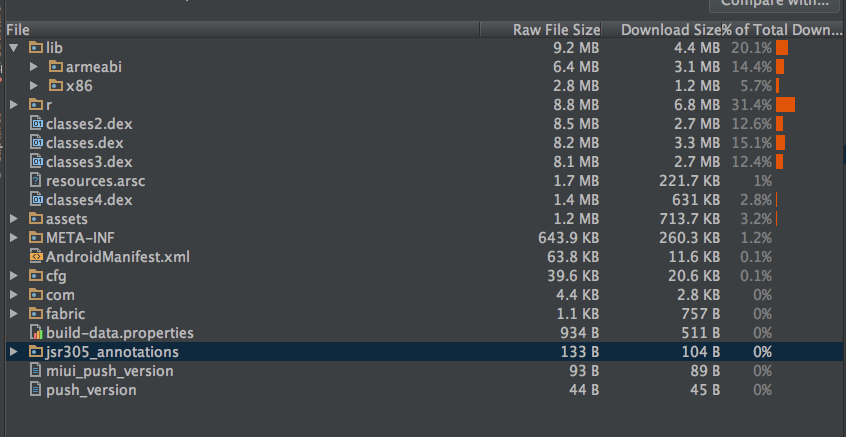 Compare with...
File Raw File Size Download Size % of Total Down...
lib 9.2 MB 4.4 MB 20.1%
armeabi 6.4 MB 3.1 MB 14.4%
x86 2.8 MB 1.2 MB 5.7%
r 8.8 MB 6.8 MB 31.4%
classes2.dex 8.5 MB 2.7 MB 12.6%
classes.dex 8.2 MB 3.3 MB 15.1%
classes3.dex 8.1 MB 2.7 MB 12.4%
resources.arsc 1.7 MB 221.7 KB 1%
classes4.dex 1.4 MB 631 KB 2.8%
assets 1.2 MB 713.7 KB 3.2%
META-INF 643.9 KB 260.3 KB 1.2%
AndroidManifest.xml 63.8 KB 11.6 KB 0.1%
cfg 39.6 KB 20.6 KB 0.1%
com 4.4 KB 2.8 KB 0%
fabric 1.1 KB 757 B 0%
build-data.properties 934 B 511 B 0%
jsr305_annotations 133 B 104 B 0%
miui_push_version 93 B 89 B 0%
push_version 44 B 45 B 0%